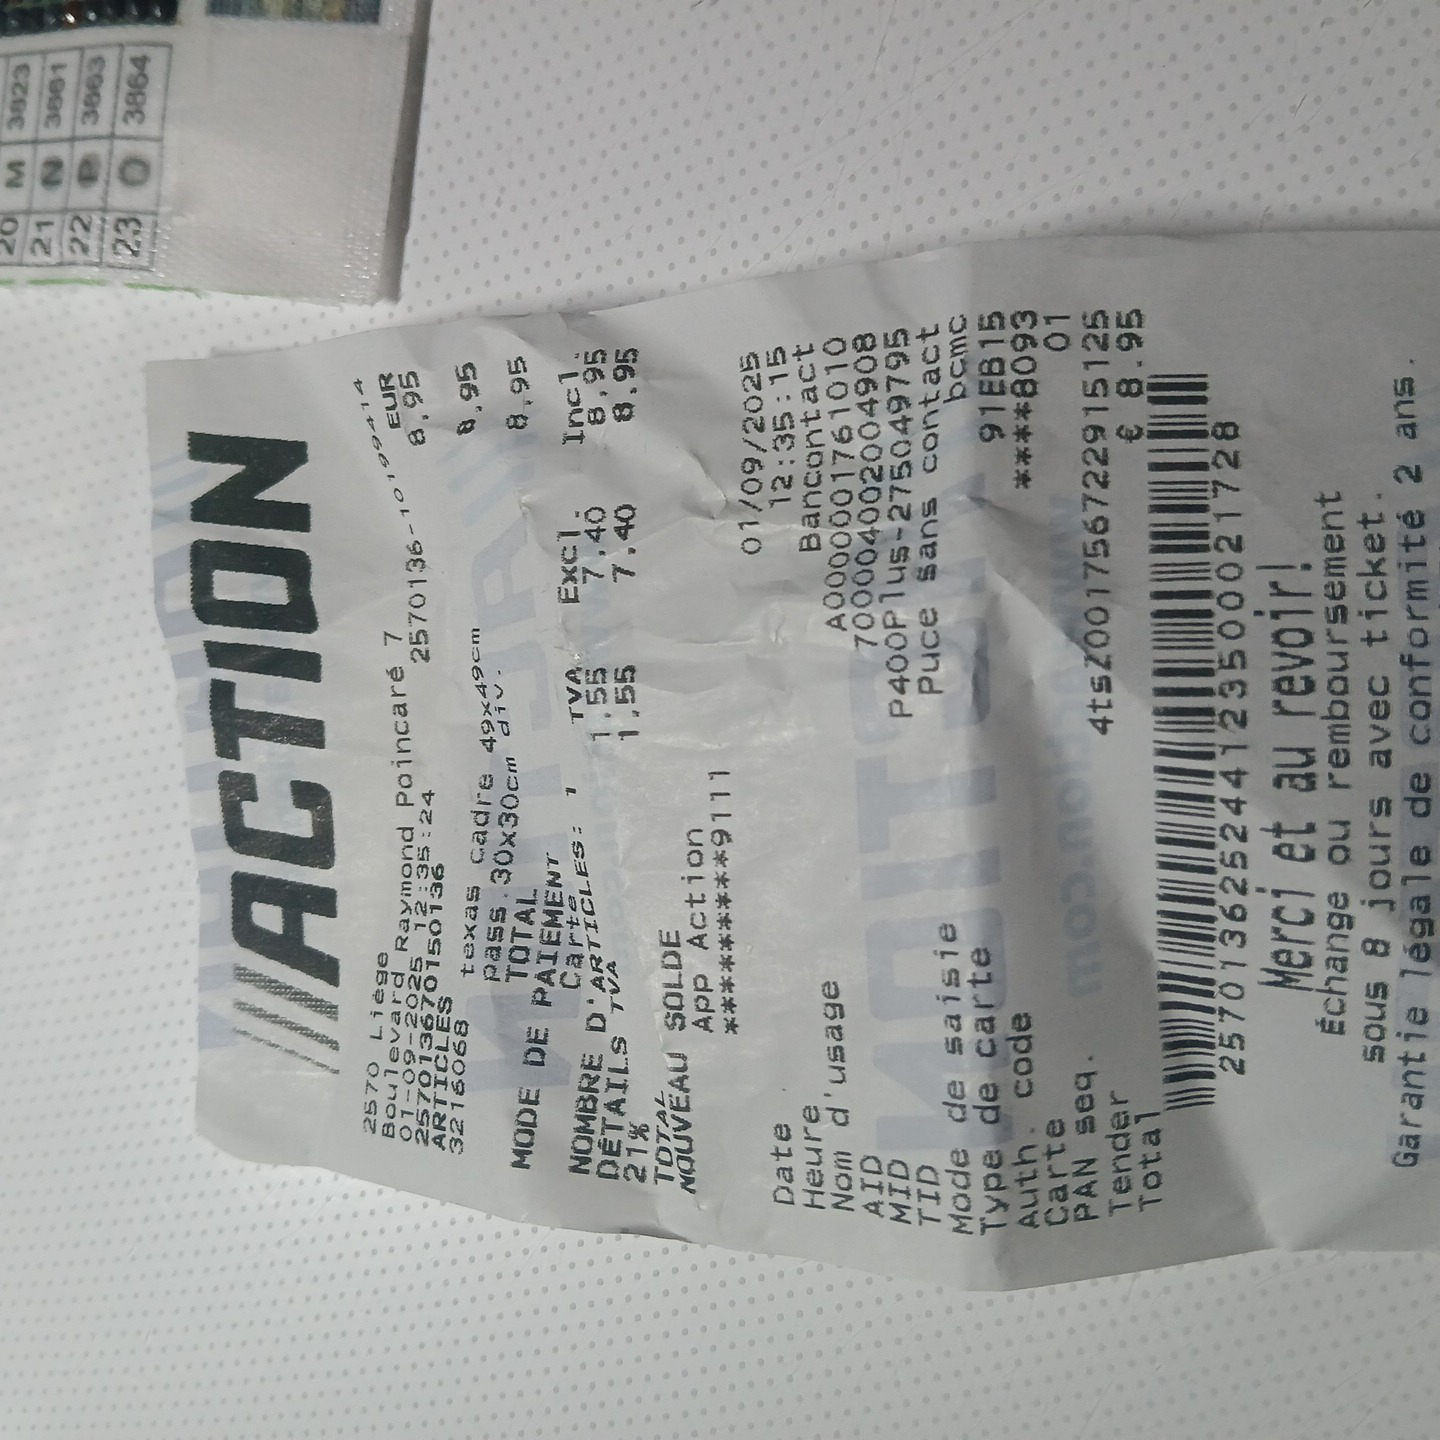 20 M 3823
21 N 3861
22 P 3863
23 O 3864
ACTION
2570 Liège
Boulevard Raymond Poincaré 7
01-09-2025 12:35:24 2570136-101999414
2570136701150136
ARTICLES EUR
3216068 8,95
texas cadre 49x49cm
pass.30x30cm div.
TOTAL 8,95
MODE DE PAIEMENT
Carte 8,95
NOMBRE D'ARTICLES: 1
DÉTAILS TVA TVA Excl. Incl.
21% 1,55 7,40 8,95
TOTAL 1,55 7,40 8,95
NOUVEAU SOLDE
App Action
*********9111
Date 01/09/2025
Heure 12:35:15
Nom d'usage Bancontact
AID A0000001761010
MID 700004002004908
TID P400Plus-275049795
Mode de saisie Puce sans contact
Type de carte bcmc
Auth. code 91EB15
Carte ****8093
PAN seq. 01
Tender 4tsZ001756722915125
Total € 8.95
Merci et au revoir!
Échange ou remboursement
sous 8 jours avec ticket.
Garantie légale de conformité 2 ans.